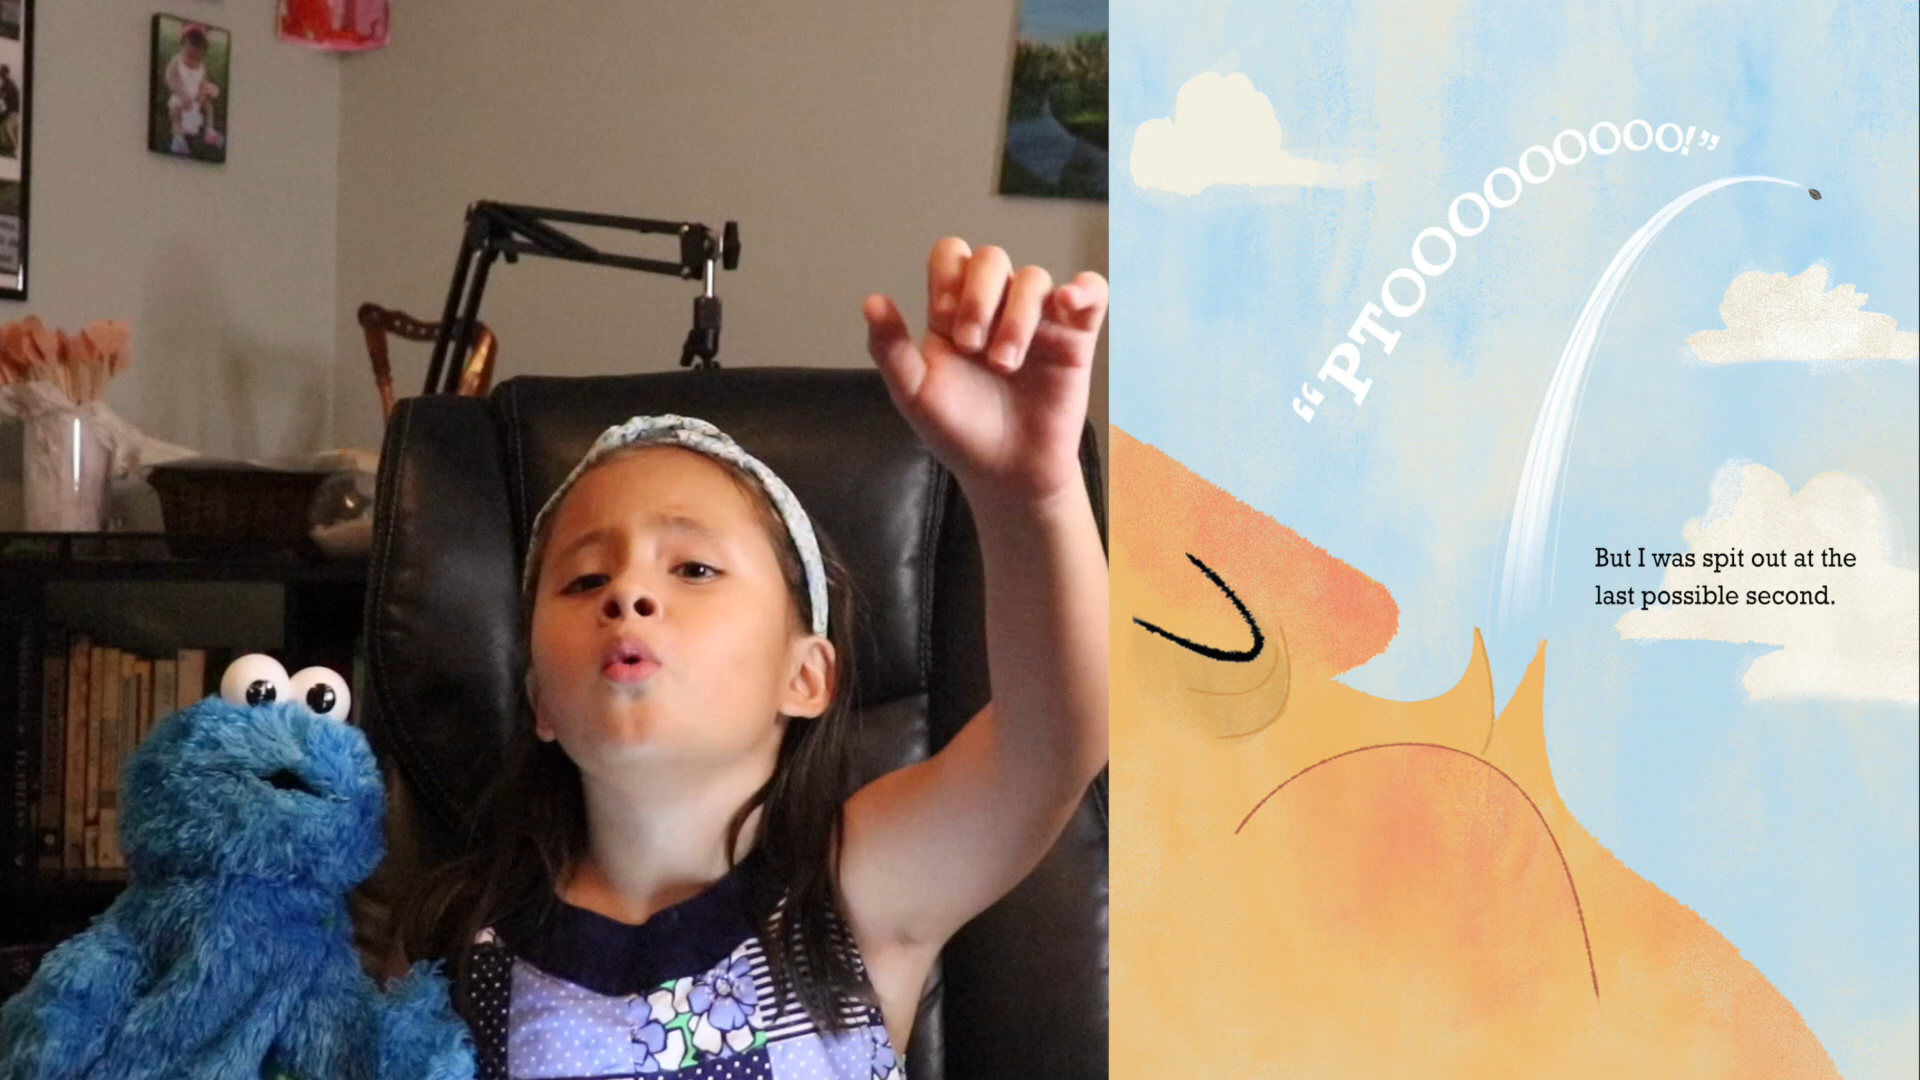 “PTOOOOOOOOO!”
But I was spit out at the
last possible second.